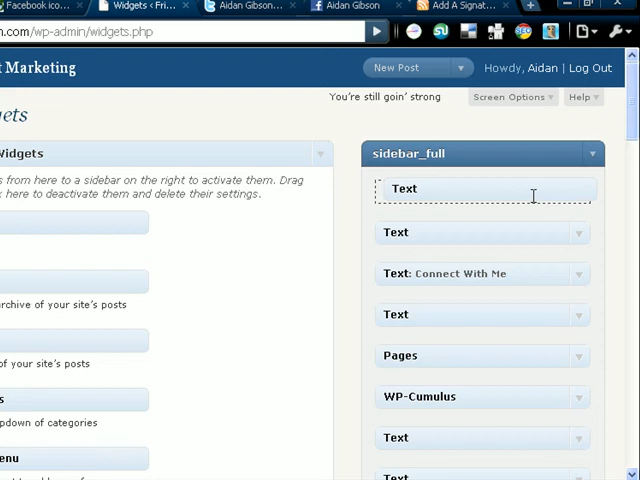 Facebook icon...
Widgets ‹ Fri...
Aidan Gibson...
Aidan Gibson
Add A Signat...
n.com/wp-admin/widgets.php
t Marketing
New Post
Howdy, Aidan | Log Out
You're still goin' strong
Screen Options
Help
gets
Widgets
s from here to a sidebar on the right to activate them. Drag
k here to deactivate them and delete their settings.
archive of your site's posts
of your site's posts
s
pdown of categories
enu
sidebar_full
Text
Text
Text: Connect With Me
Text
Pages
WP-Cumulus
Text
Text